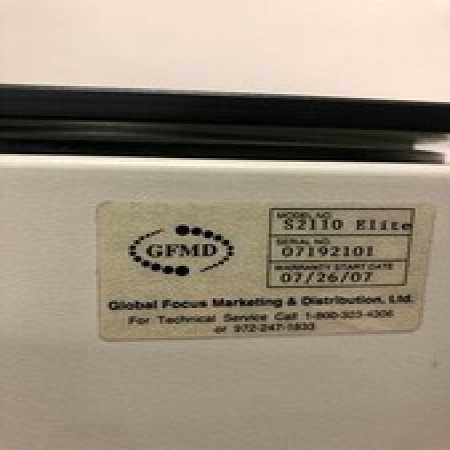 GFMD
MODEL NO.
S2110 Elite
SERIAL NO.
07192101
WARRANTY START DATE
07/26/07
Global Focus Marketing & Distribution, Ltd.
For Technical Service Call 1-800-323-4306
or 972-247-1833